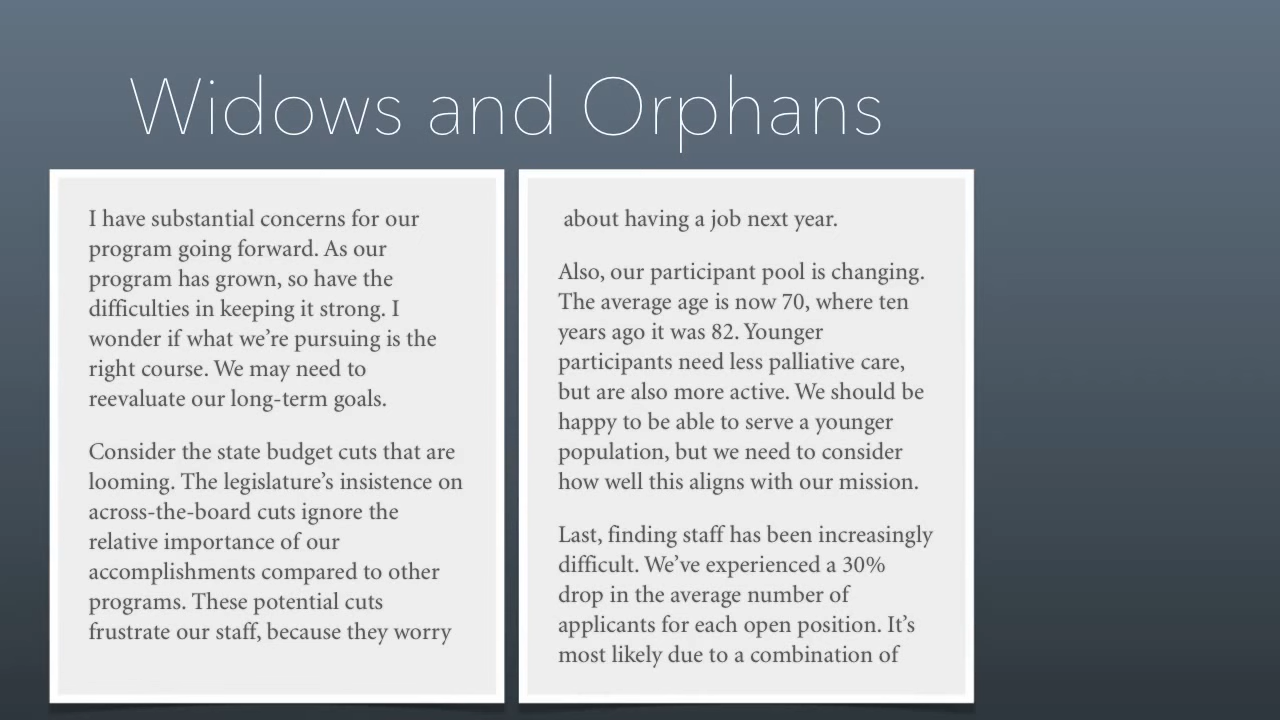 Widows and Orphans
I have substantial concerns for our
program going forward. As our
program has grown, so have the
difficulties in keeping it strong. I
wonder if what we’re pursuing is the
right course. We may need to
reevaluate our long-term goals.
Consider the state budget cuts that are
looming. The legislature’s insistence on
across-the-board cuts ignore the
relative importance of our
accomplishments compared to other
programs. These potential cuts
frustrate our staff, because they worry
about having a job next year.
Also, our participant pool is changing.
The average age is now 70, where ten
years ago it was 82. Younger
participants need less palliative care,
but are also more active. We should be
happy to be able to serve a younger
population, but we need to consider
how well this aligns with our mission.
Last, finding staff has been increasingly
difficult. We’ve experienced a 30%
drop in the average number of
applicants for each open position. It’s
most likely due to a combination of